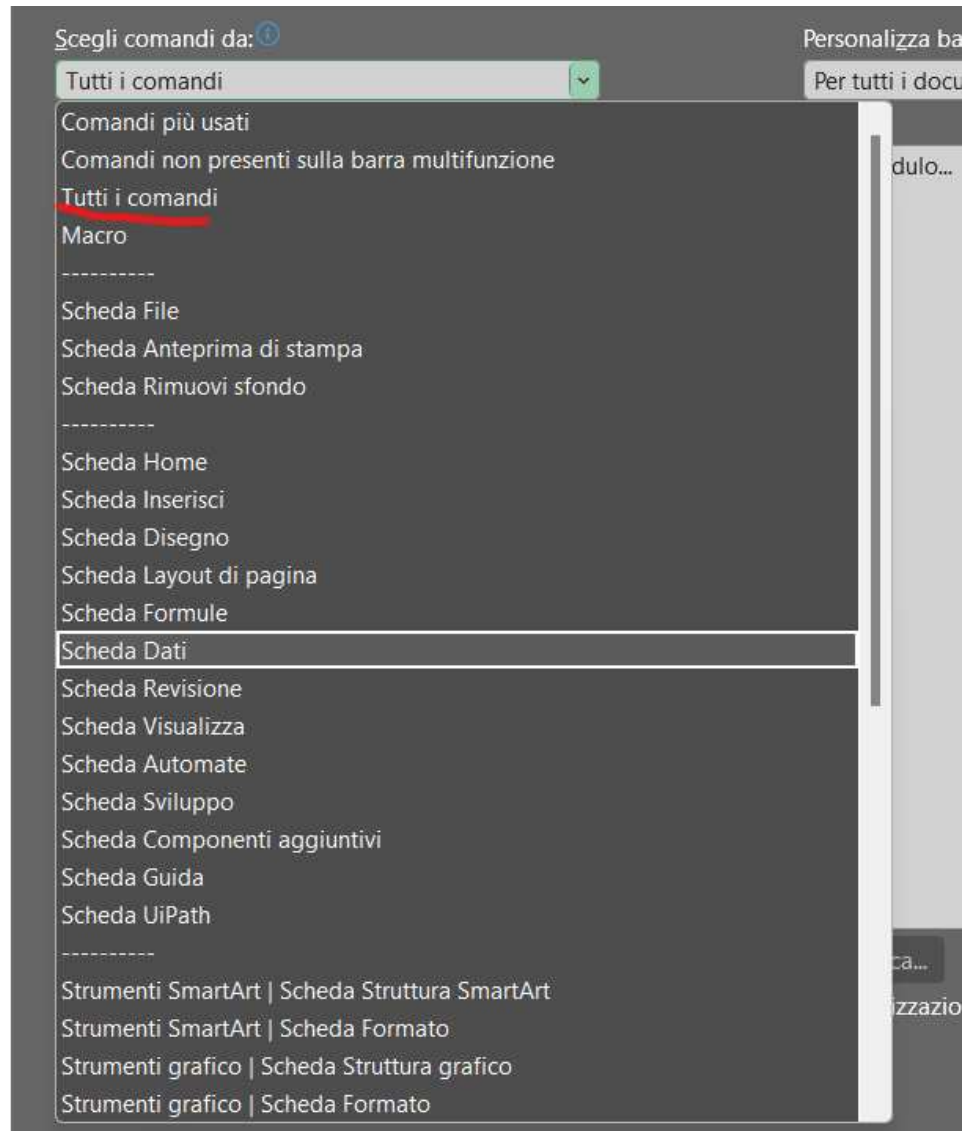 Scegli comandi da:
Personalizza ba
Tutti i comandi
Per tutti i docu
Comandi più usati
Comandi non presenti sulla barra multifunzione
dulo...
Tutti i comandi
Macro
----------
Scheda File
Scheda Anteprima di stampa
Scheda Rimuovi sfondo
----------
Scheda Home
Scheda Inserisci
Scheda Disegno
Scheda Layout di pagina
Scheda Formule
Scheda Dati
Scheda Revisione
Scheda Visualizza
Scheda Automate
Scheda Sviluppo
Scheda Componenti aggiuntivi
Scheda Guida
Scheda UiPath
----------
ca...
Strumenti SmartArt | Scheda Struttura SmartArt
izzazio
Strumenti SmartArt | Scheda Formato
Strumenti grafico | Scheda Struttura grafico
Strumenti grafico | Scheda Formato